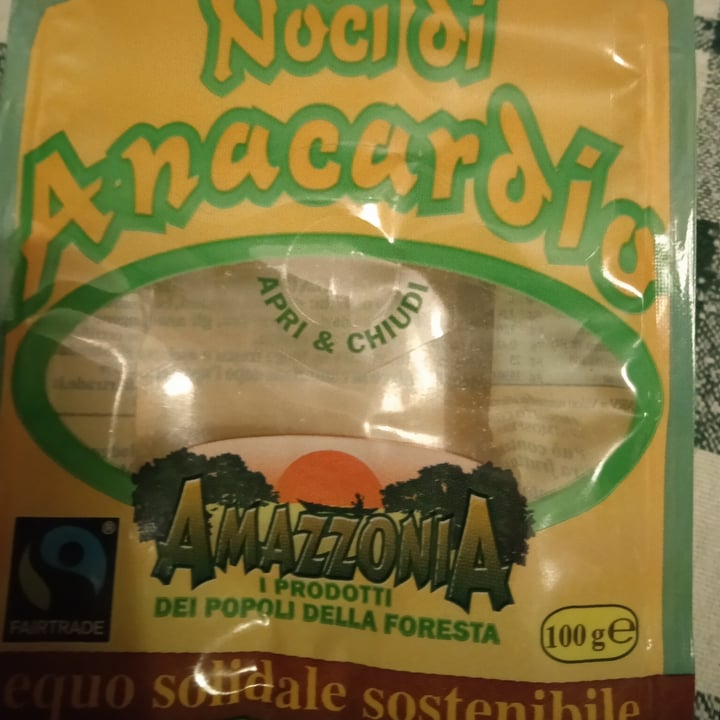 Noci di
Anacardio
APRI & CHIUDI
AMAZZONIA
I PRODOTTI
DEI POPOLI DELLA FORESTA
FAIRTRADE
®
100 g ℮
equo solidale sostenibile